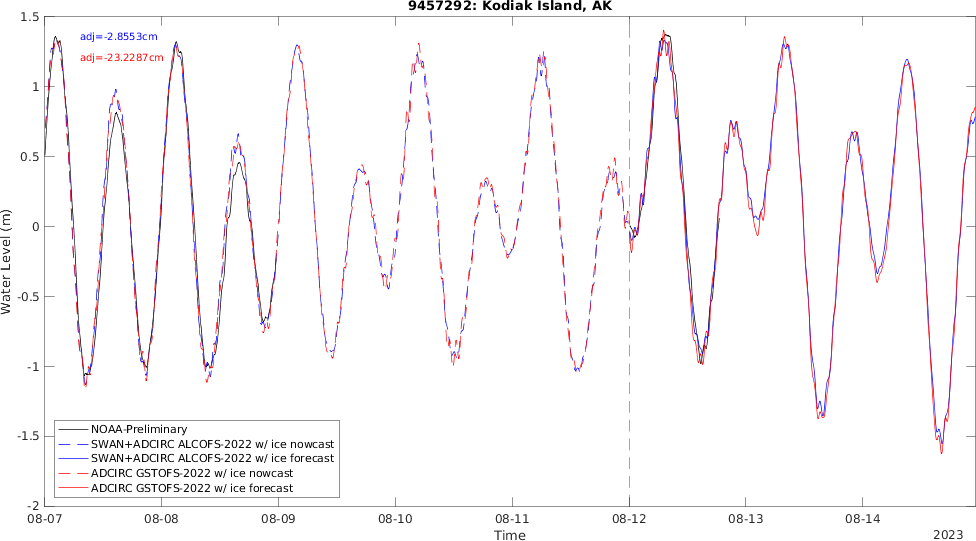 9457292: Kodiak Island, AK
1.5
adj=-2.8553cm
adj=-23.2287cm
1
0.5
0
Water Level (m)
-0.5
-1
-1.5
-2
NOAA-Preliminary
SWAN+ADCIRC ALCOFS-2022 w/ ice nowcast
SWAN+ADCIRC ALCOFS-2022 w/ ice forecast
ADCIRC GSTOFS-2022 w/ ice nowcast
ADCIRC GSTOFS-2022 w/ ice forecast
08-07 08-08 08-09 08-10 08-11 08-12 08-13 08-14
Time
2023